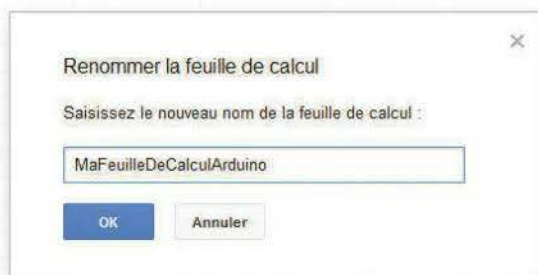 Renommer la feuille de calcul
Saisissez le nouveau nom de la feuille de calcul :
MaFeuilleDeCalculArduino
OK Annuler